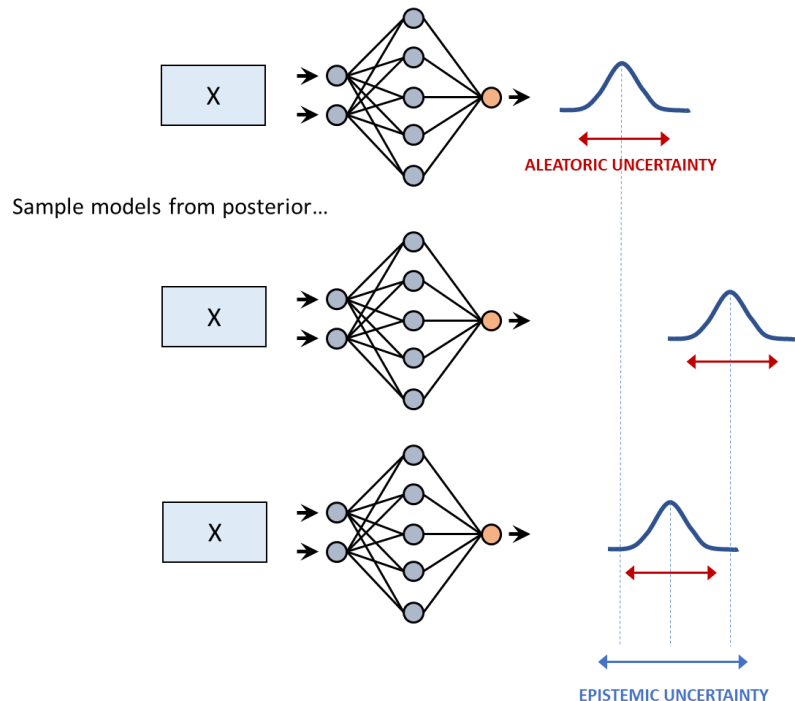 X
ALEATORIC UNCERTAINTY
Sample models from posterior...
X
X
EPISTEMIC UNCERTAINTY